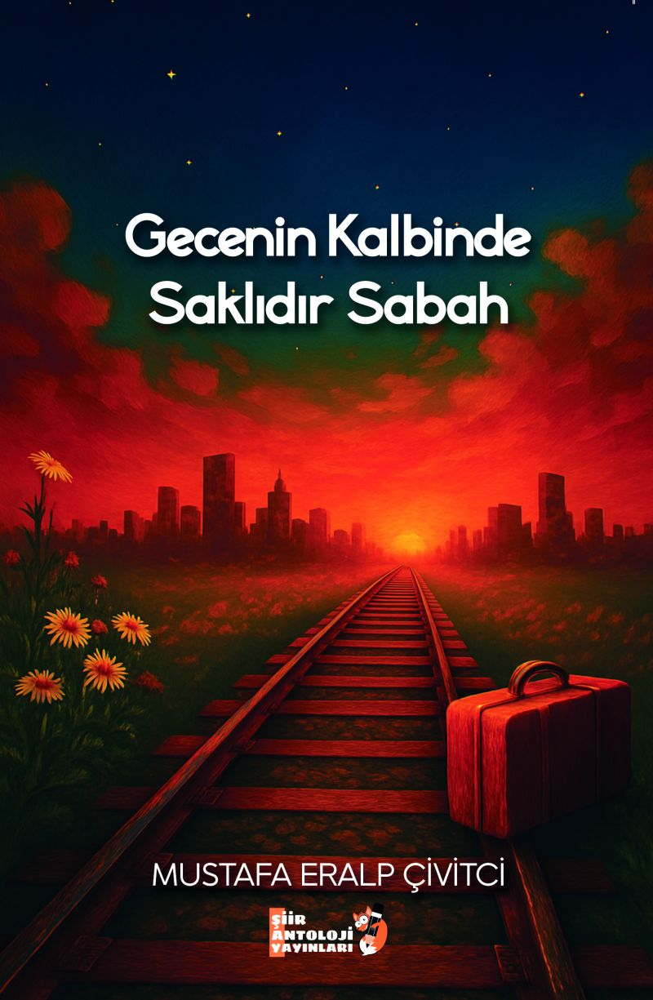 Gecenin Kalbinde
Saklıdır Sabah
MUSTAFA ERALP ÇİVİTCİ
ŞİİR
ANTOLOJİ
YAYINLARI